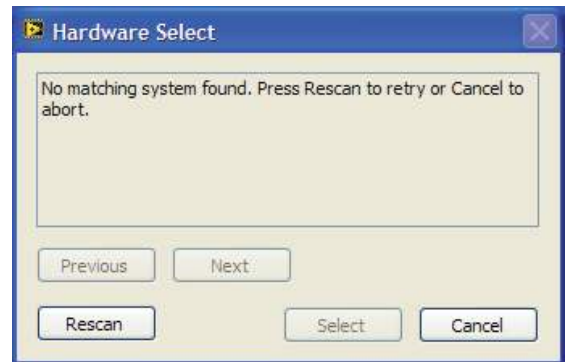 Hardware Select
No matching system found. Press Rescan to retry or Cancel to
abort.
Previous Next
Rescan Select Cancel